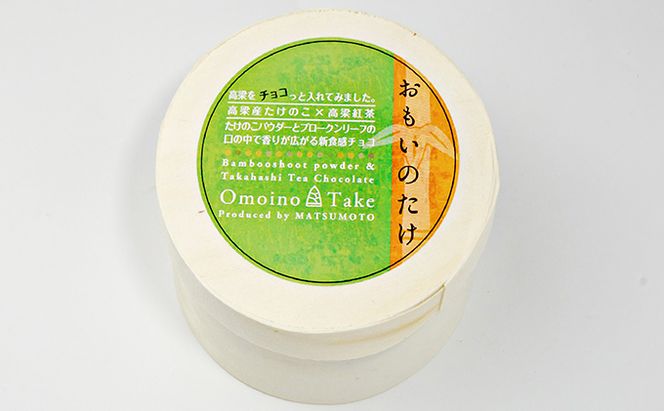 高梁を チョコっと入れてみました。
高梁産たけのこ×高梁紅茶
たけのこパウダーとブロークンリーフの
口の中で香りが広がる新食感チョコ
Bambooshoot powder &
Takahashi Tea Chocolate
Omoino Take
Produced by MATSUMOTO
おもいのたけ